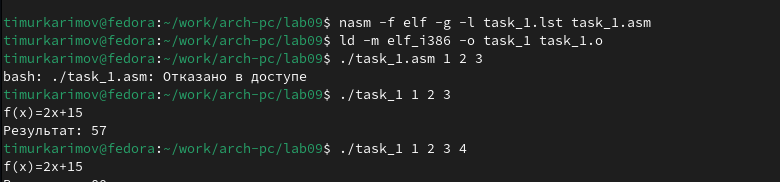 timurkarimov@fedora:~/work/arch-pc/lab09$ nasm -f elf -g -l task_1.lst task_1.asm
timurkarimov@fedora:~/work/arch-pc/lab09$ ld -m elf_i386 -o task_1 task_1.o
timurkarimov@fedora:~/work/arch-pc/lab09$ ./task_1.asm 1 2 3
bash: ./task_1.asm: Отказано в доступе
timurkarimov@fedora:~/work/arch-pc/lab09$ ./task_1 1 2 3
f(x)=2x+15
Результат: 57
timurkarimov@fedora:~/work/arch-pc/lab09$ ./task_1 1 2 3 4
f(x)=2x+15